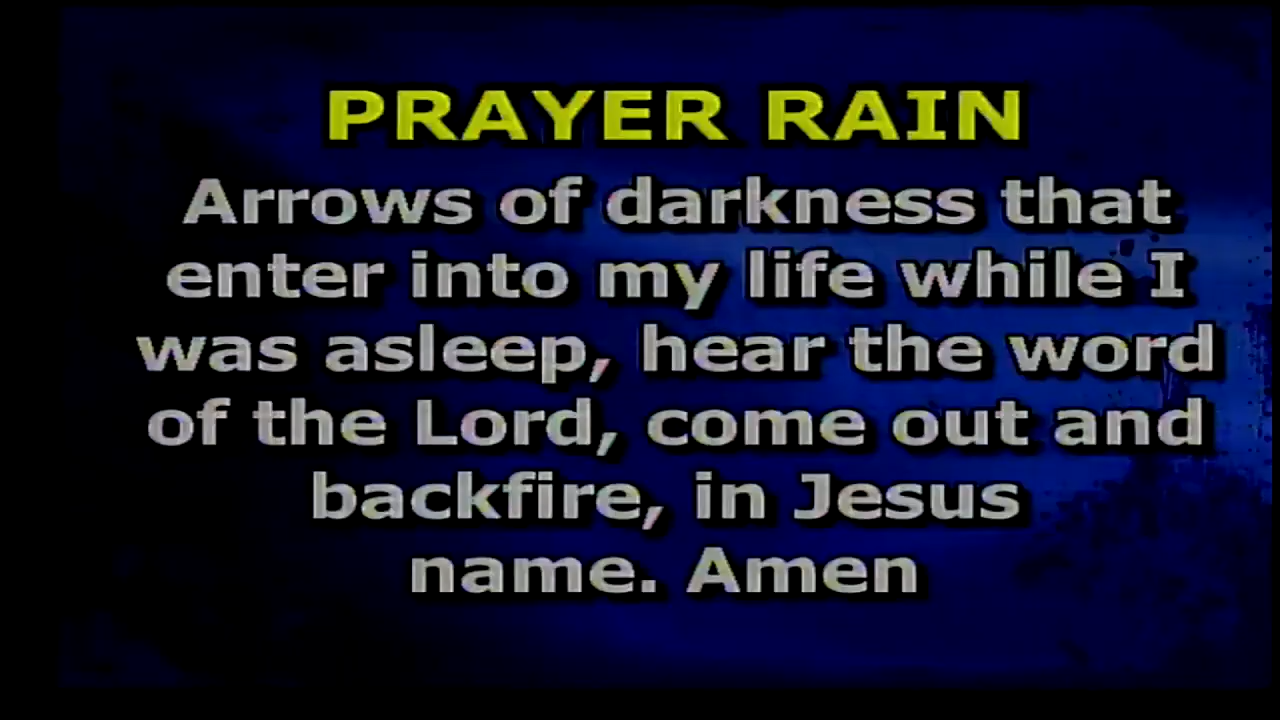 PRAYER RAIN
Arrows of darkness that
enter into my life while I
was asleep, hear the word
of the Lord, come out and
backfire, in Jesus
name. Amen